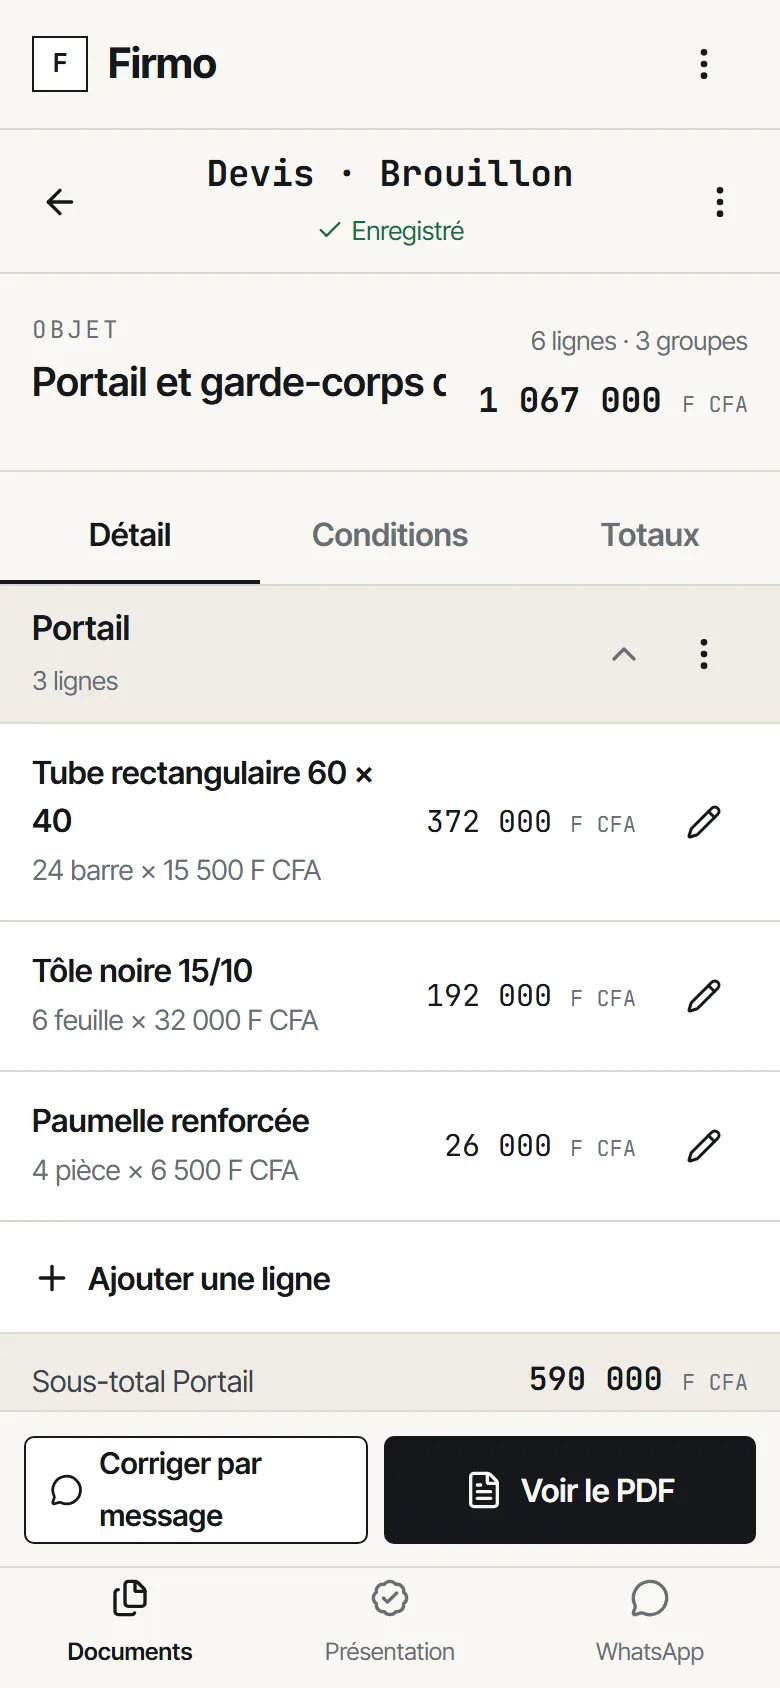 F Firmo
Devis · Brouillon
Enregistré
OBJET
6 lignes · 3 groupes
Portail et garde-corps
1 067 000 F CFA
Détail Conditions Totaux
Portail
3 lignes
Tube rectangulaire 60 ×
40
372 000 F CFA
24 barre × 15 500 F CFA
Tôle noire 15/10
192 000 F CFA
6 feuille × 32 000 F CFA
Paumelle renforcée
26 000 F CFA
4 pièce × 6 500 F CFA
Ajouter une ligne
Sous-total Portail 590 000 F CFA
Corriger par
message
Voir le PDF
Documents Présentation WhatsApp